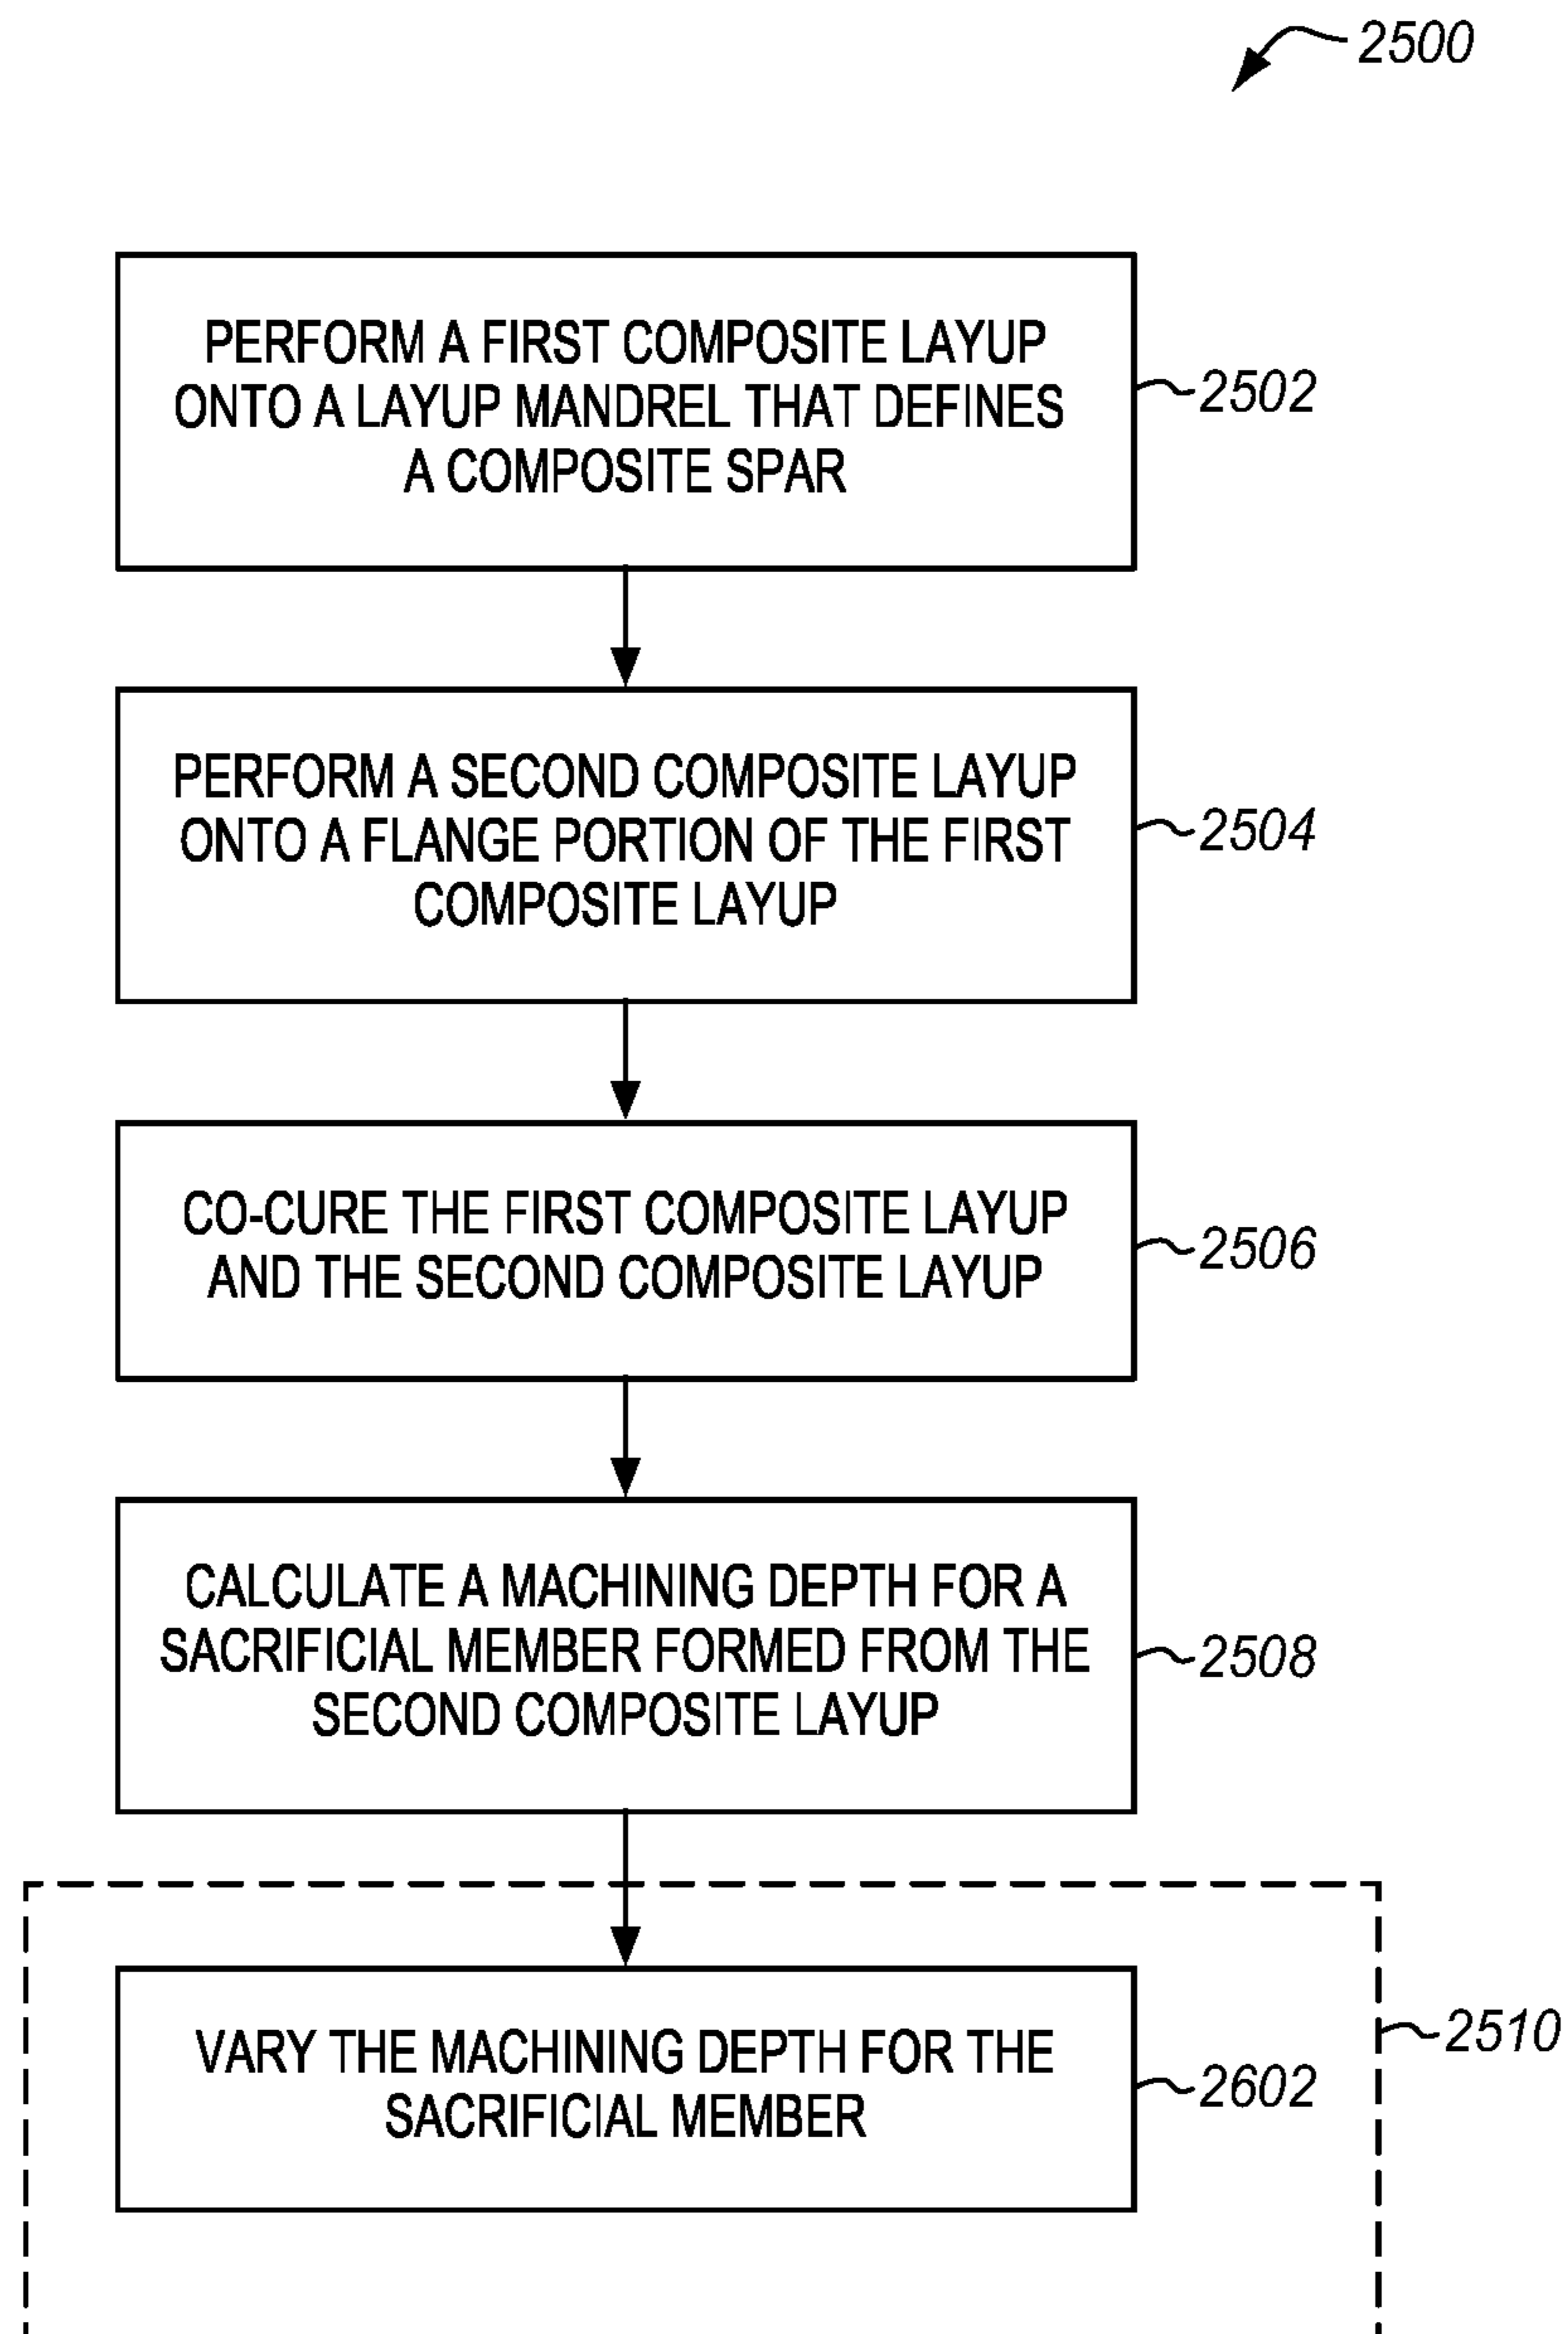 2500
PERFORM A FIRST COMPOSITE LAYUP
ONTO A LAYUP MANDREL THAT DEFINES
A COMPOSITE SPAR
2502
PERFORM A SECOND COMPOSITE LAYUP
ONTO A FLANGE PORTION OF THE FIRST
COMPOSITE LAYUP
2504
CO-CURE THE FIRST COMPOSITE LAYUP
AND THE SECOND COMPOSITE LAYUP
2506
CALCULATE A MACHINING DEPTH FOR A
SACRIFICIAL MEMBER FORMED FROM THE
SECOND COMPOSITE LAYUP
2508
VARY THE MACHINING DEPTH FOR THE
SACRIFICIAL MEMBER
2602
2510